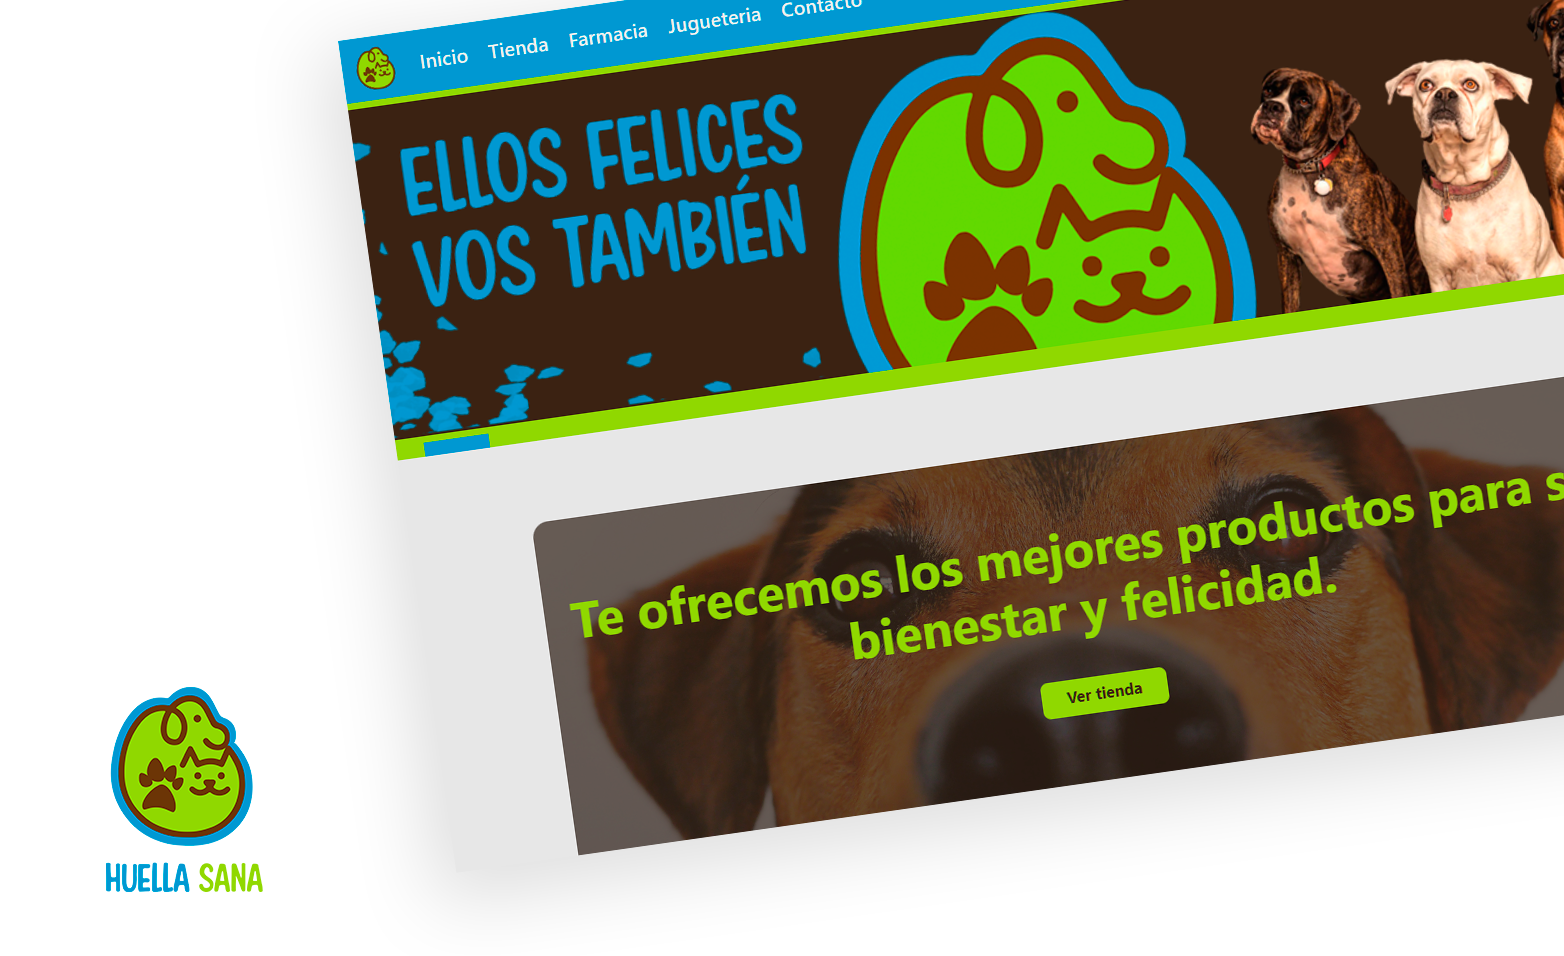 Inicio Tienda Farmacia Jugueteria Contacto
ELLOS FELICES
VOS TAMBIÉN
Te ofrecemos los mejores productos para
bienestar y felicidad.
Ver tienda
HUELLA SANA